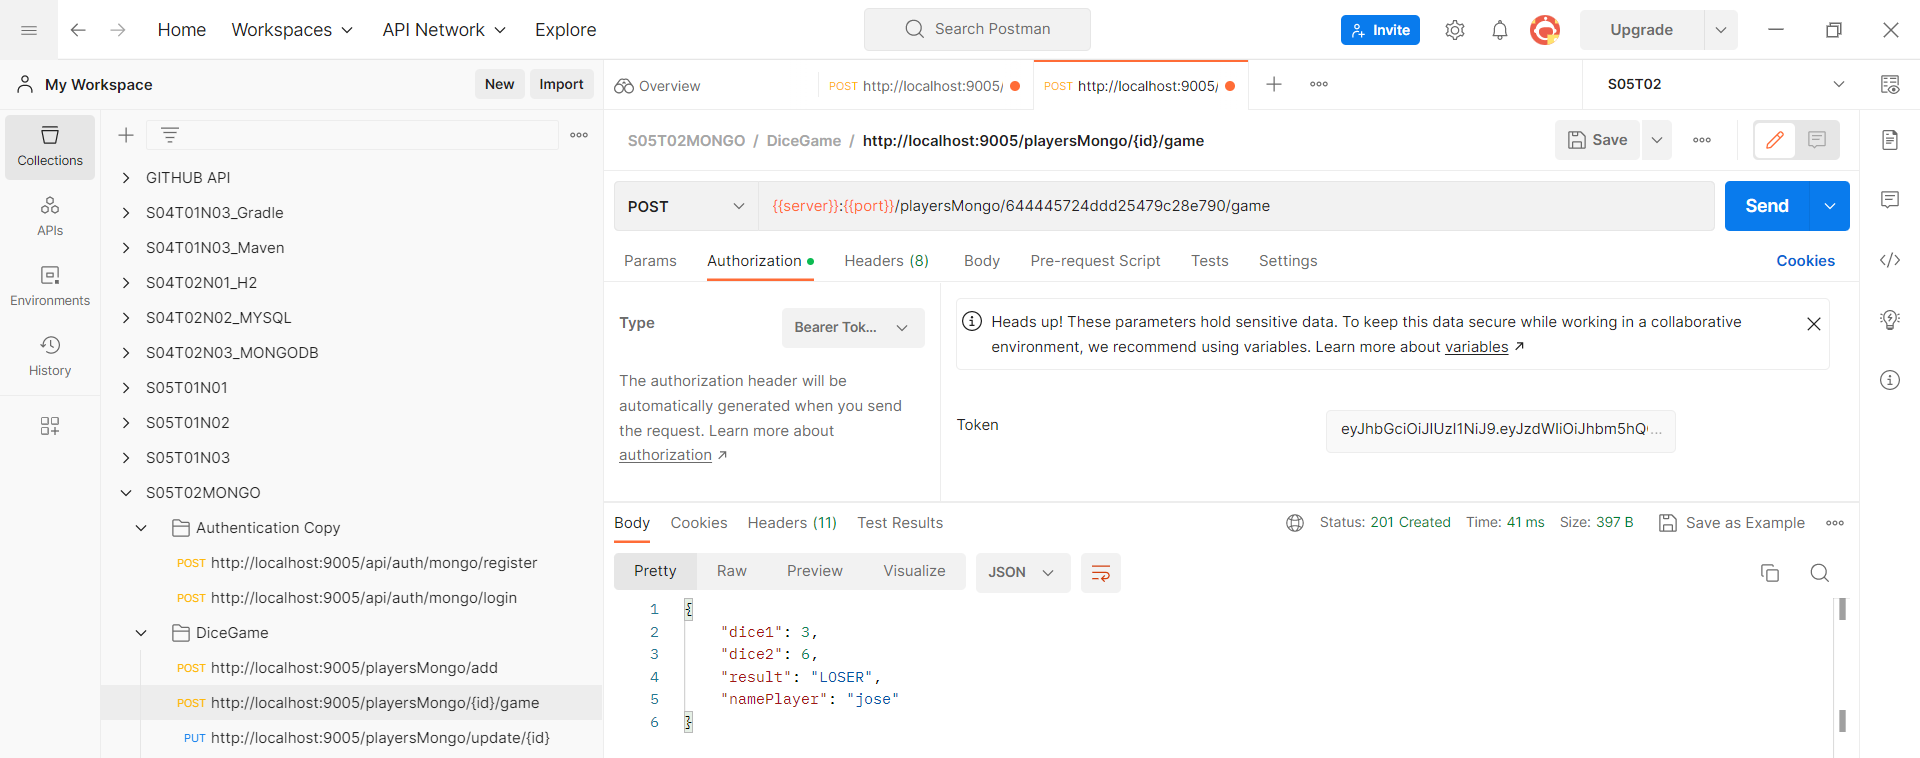 Home Workspaces API Network Explore Search Postman Invite Upgrade
My Workspace New Import
Overview POST http://localhost:9005/ POST http://localhost:9005/ S05T02
Collections
APIs
Environments
History
GITHUB API
S04T01N03_Gradle
S04T01N03_Maven
S04T02N01_H2
S04T02N02_MYSQL
S04T02N03_MONGODB
S05T01N01
S05T01N02
S05T01N03
S05T02MONGO
Authentication Copy
POST http://localhost:9005/api/auth/mongo/register
POST http://localhost:9005/api/auth/mongo/login
DiceGame
POST http://localhost:9005/playersMongo/add
POST http://localhost:9005/playersMongo/{id}/game
PUT http://localhost:9005/playersMongo/update/{id}
S05T02MONGO / DiceGame / http://localhost:9005/playersMongo/{id}/game Save
POST {{server}}:{{port}}/playersMongo/644445724ddd25479c28e790/game Send
Params Authorization Headers (8) Body Pre-request Script Tests Settings Cookies
Type Bearer Tok...
The authorization header will be
automatically generated when you send
the request. Learn more about
authorization ↗
Heads up! These parameters hold sensitive data. To keep this data secure while working in a collaborative
environment, we recommend using variables. Learn more about variables ↗
Token eyJhbGciOiJIUzI1NiJ9.eyJzdWIiOiJhbm5hQ...
Body Cookies Headers (11) Test Results Status: 201 Created Time: 41 ms Size: 397 B Save as Example
Pretty Raw Preview Visualize JSON
1 {
2 "dice1": 3,
3 "dice2": 6,
4 "result": "LOSER",
5 "namePlayer": "jose"
6 }